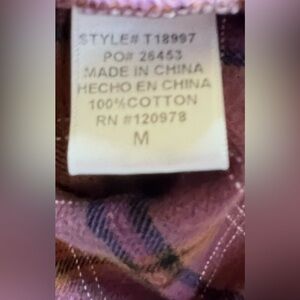 STYLE# T18997
PO# 26453
MADE IN CHINA
HECHO EN CHINA
100%COTTON
RN #120978
M